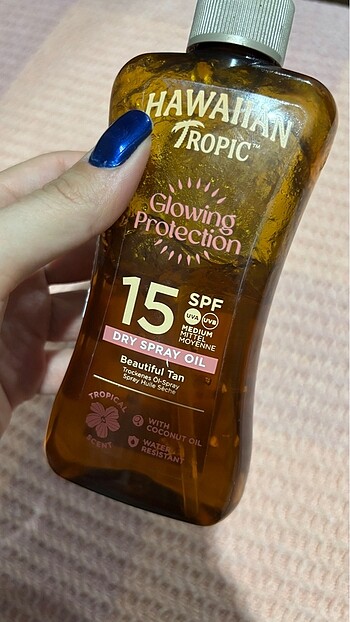 HAWAIIAN
TROPIC™
Glowing
Protection
15 SPF
UVA UVB
MEDIUM
MITTEL
MOYENNE
DRY SPRAY OIL
Beautiful Tan
Trockenes Öl-Spray
Spray Huile Sèche
TROPICAL
SCENT
WITH
COCONUT OIL
WATER
RESISTANT